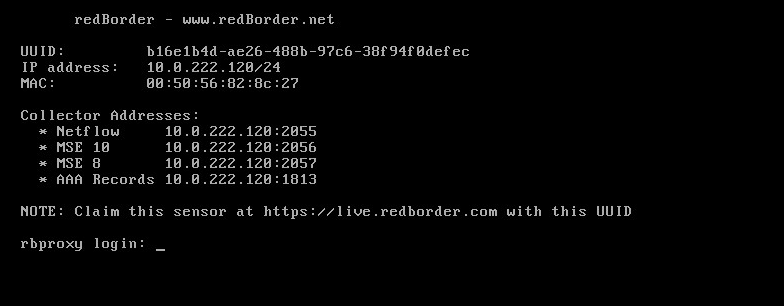 redBorder - www.redBorder.net
UUID: b16e1b4d-ae26-488b-97c6-38f94f0defec
IP address: 10.0.222.120/24
MAC: 00:50:56:82:8c:27
Collector Addresses:
* Netflow 10.0.222.120:2055
* MSE 10 10.0.222.120:2056
* MSE 8 10.0.222.120:2057
* AAA Records 10.0.222.120:1813
NOTE: Claim this sensor at https://live.redborder.com with this UUID
rbproxy login: _